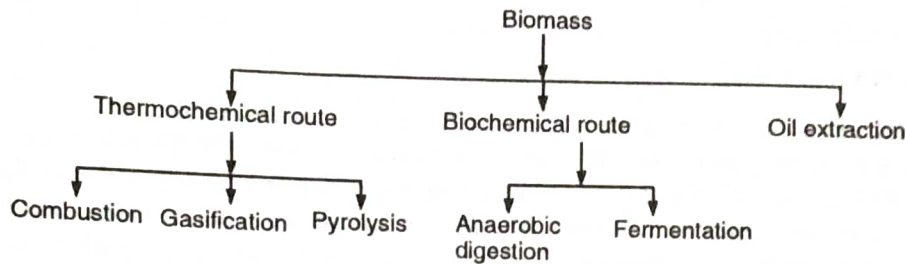 Biomass
Thermochemical route
Biochemical route
Oil extraction
Combustion
Gasification
Pyrolysis
Anaerobic
digestion
Fermentation